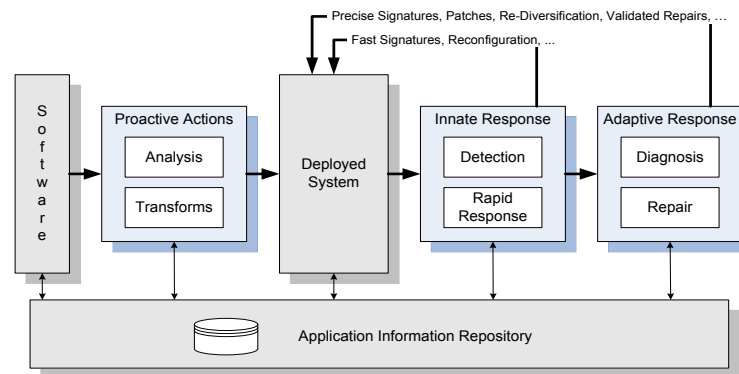 Precise Signatures, Patches, Re-Diversification, Validated Repairs, …
Fast Signatures, Reconfiguration, ...
Software
Proactive Actions
Analysis
Transforms
Deployed
System
Innate Response
Detection
Rapid
Response
Adaptive Response
Diagnosis
Repair
Application Information Repository